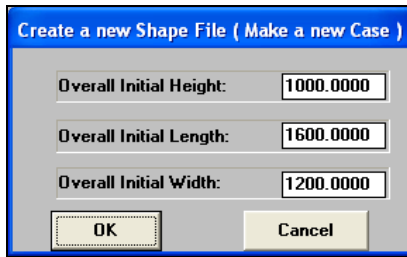 Create a new Shape File ( Make a new Case )
Overall Initial Height: 1000.0000
Overall Initial Length: 1600.0000
Overall Initial Width: 1200.0000
OK Cancel